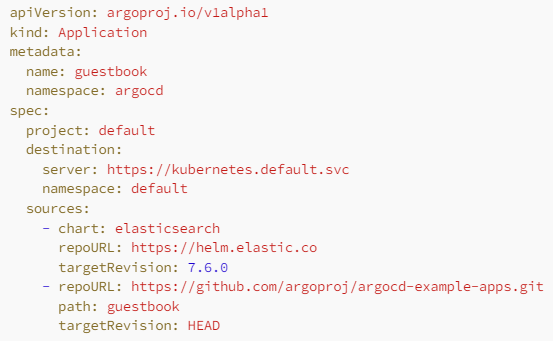 apiVersion: argoproj.io/v1alpha1
kind: Application
metadata:
  name: guestbook
  namespace: argocd
spec:
  project: default
  destination:
    server: https://kubernetes.default.svc
    namespace: default
  sources:
    - chart: elasticsearch
      repoURL: https://helm.elastic.co
      targetRevision: 7.6.0
    - repoURL: https://github.com/argoproj/argocd-example-apps.git
      path: guestbook
      targetRevision: HEAD